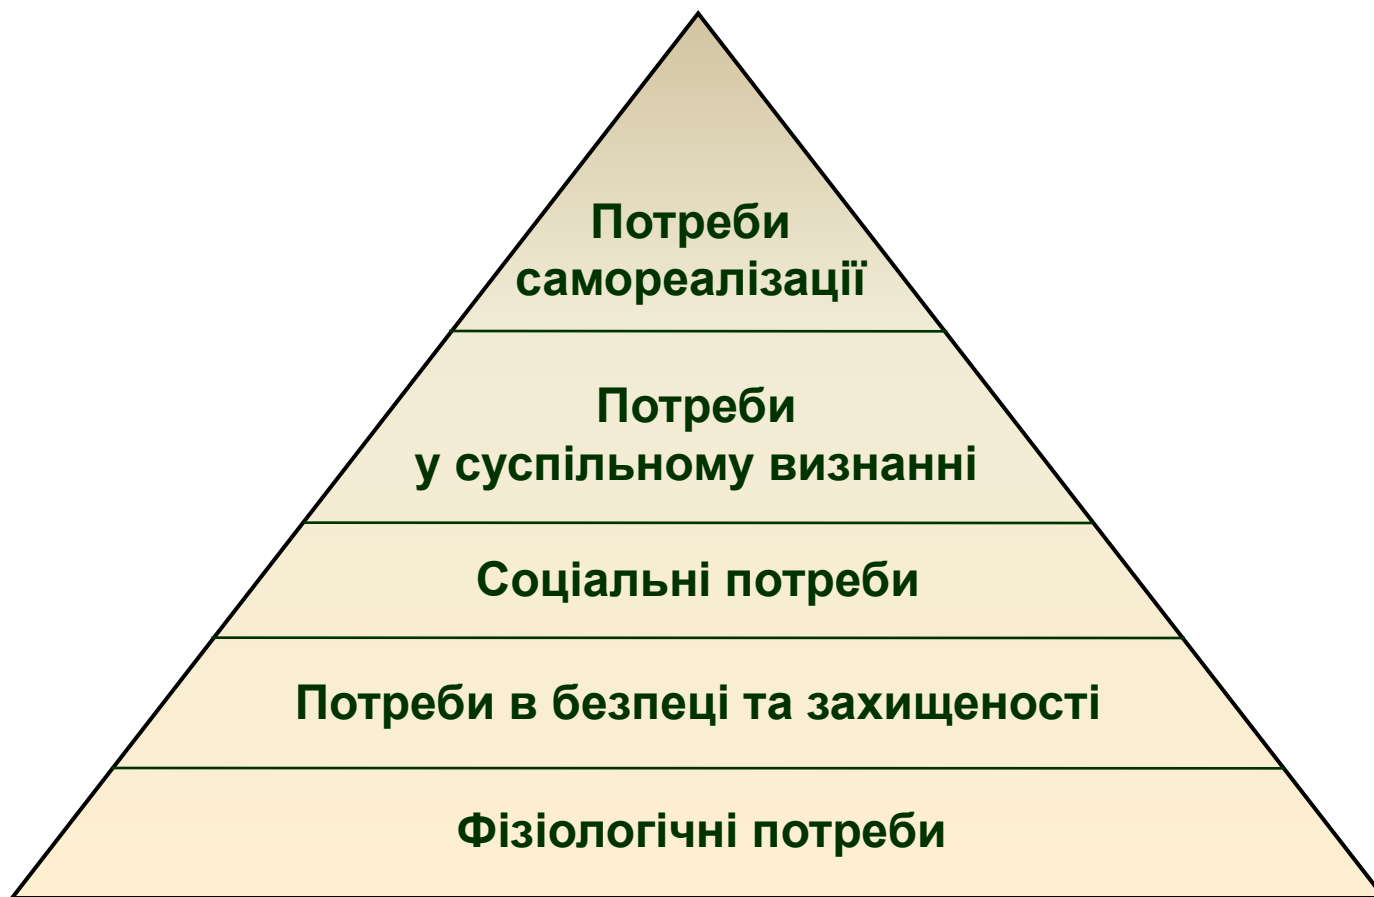 Потреби
самореалізації
Потреби
у суспільному визнанні
Соціальні потреби
Потреби в безпеці та захищеності
Фізіологічні потреби